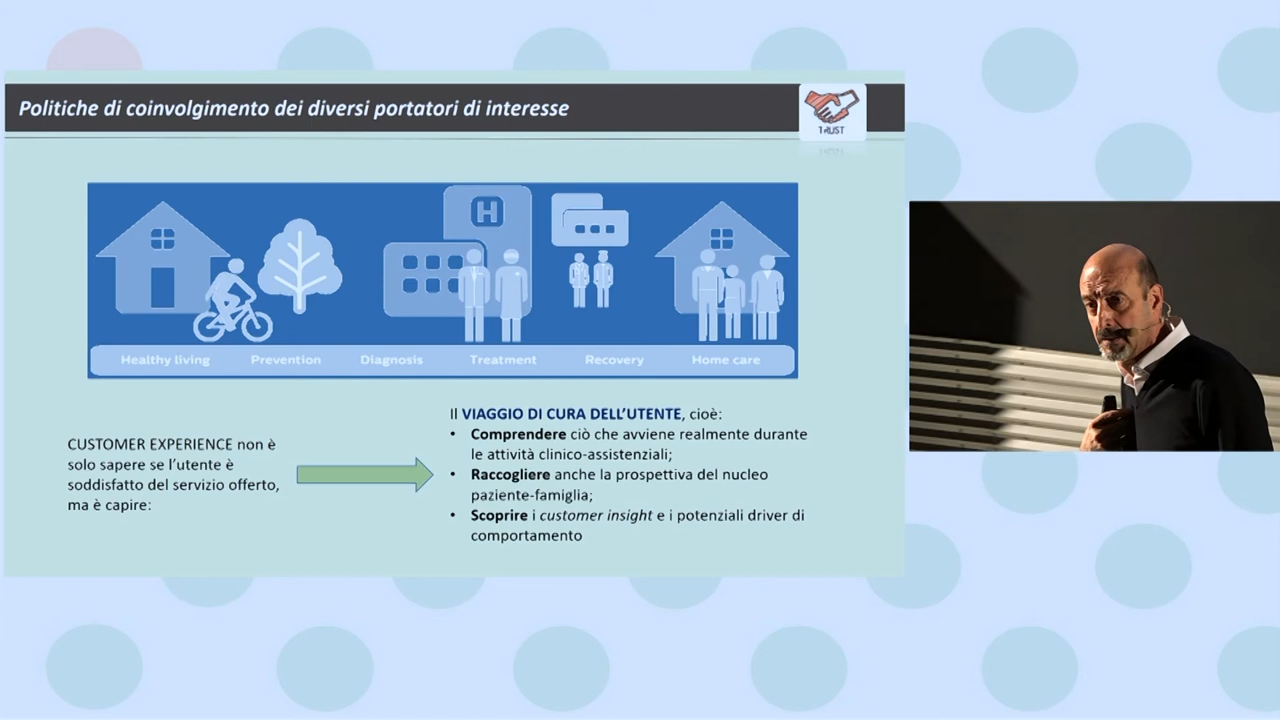 Politiche di coinvolgimento dei diversi portatori di interesse
TRUST
H
Healthy living Prevention Diagnosis Treatment Recovery Home care
CUSTOMER EXPERIENCE non è
solo sapere se l'utente è
soddisfatto del servizio offerto,
ma è capire:
Il VIAGGIO DI CURA DELL'UTENTE, cioè:
• Comprendere ciò che avviene realmente durante
le attività clinico-assistenziali;
• Raccogliere anche la prospettiva del nucleo
paziente-famiglia;
• Scoprire i customer insight e i potenziali driver di
comportamento